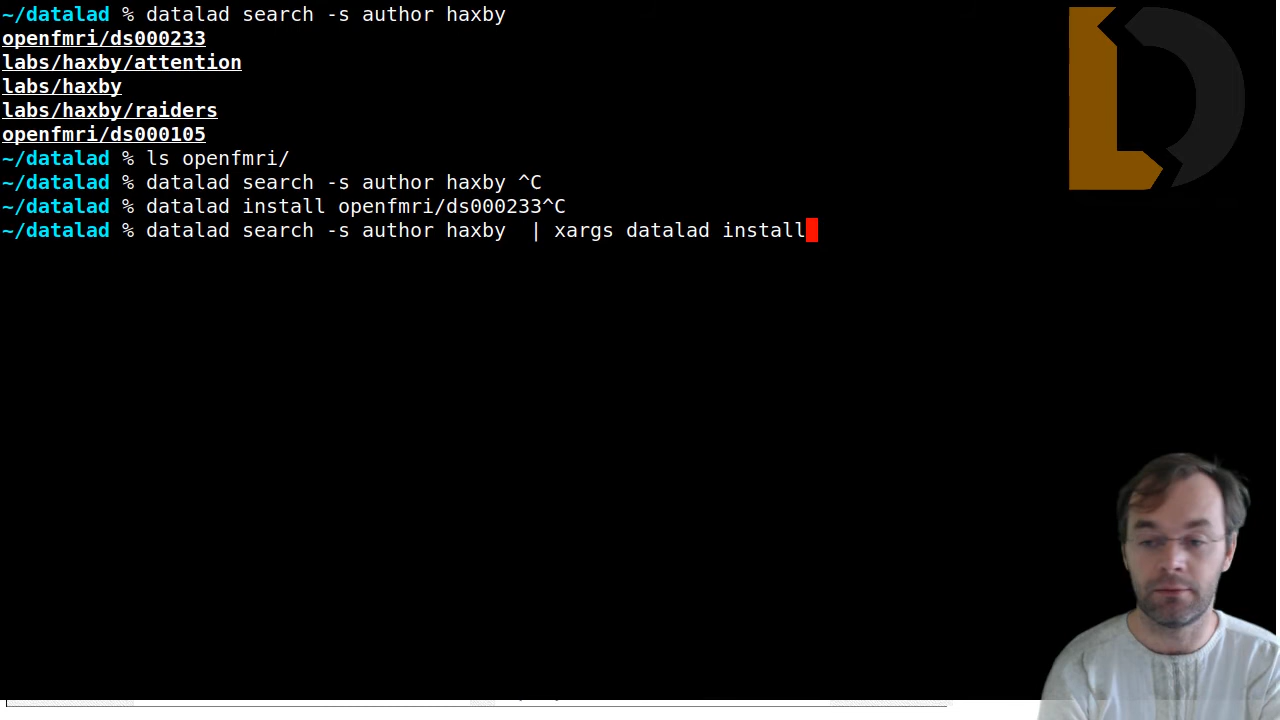 ~/datalad % datalad search -s author haxby
openfmri/ds000233
labs/haxby/attention
labs/haxby
labs/haxby/raiders
openfmri/ds000105
~/datalad % ls openfmri/
~/datalad % datalad search -s author haxby ^C
~/datalad % datalad install openfmri/ds000233^C
~/datalad % datalad search -s author haxby  | xargs datalad install